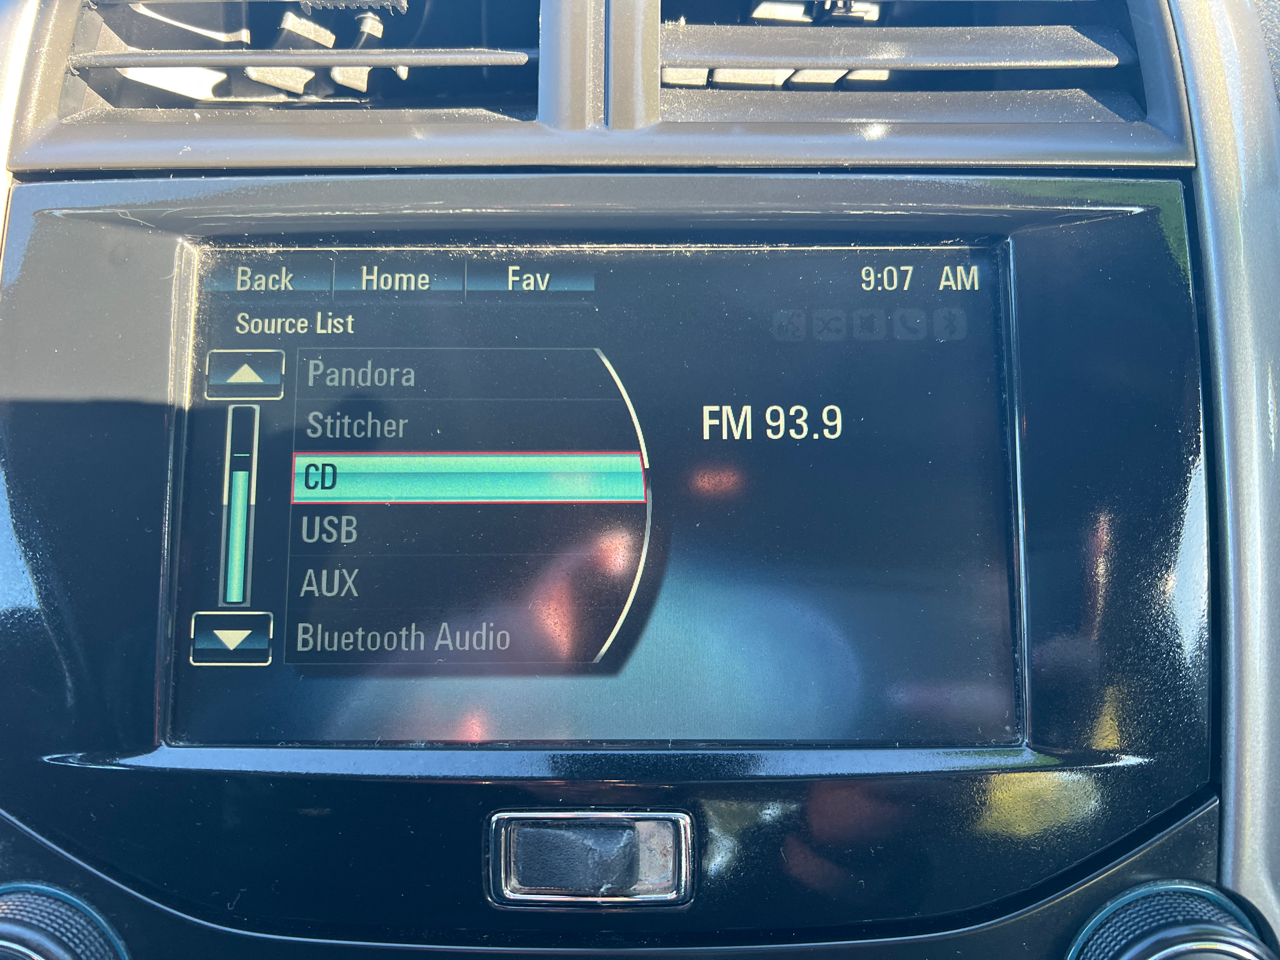 Back Home Fav 9:07 AM
Source List
Pandora
Stitcher
CD
USB
AUX
Bluetooth Audio
FM 93.9